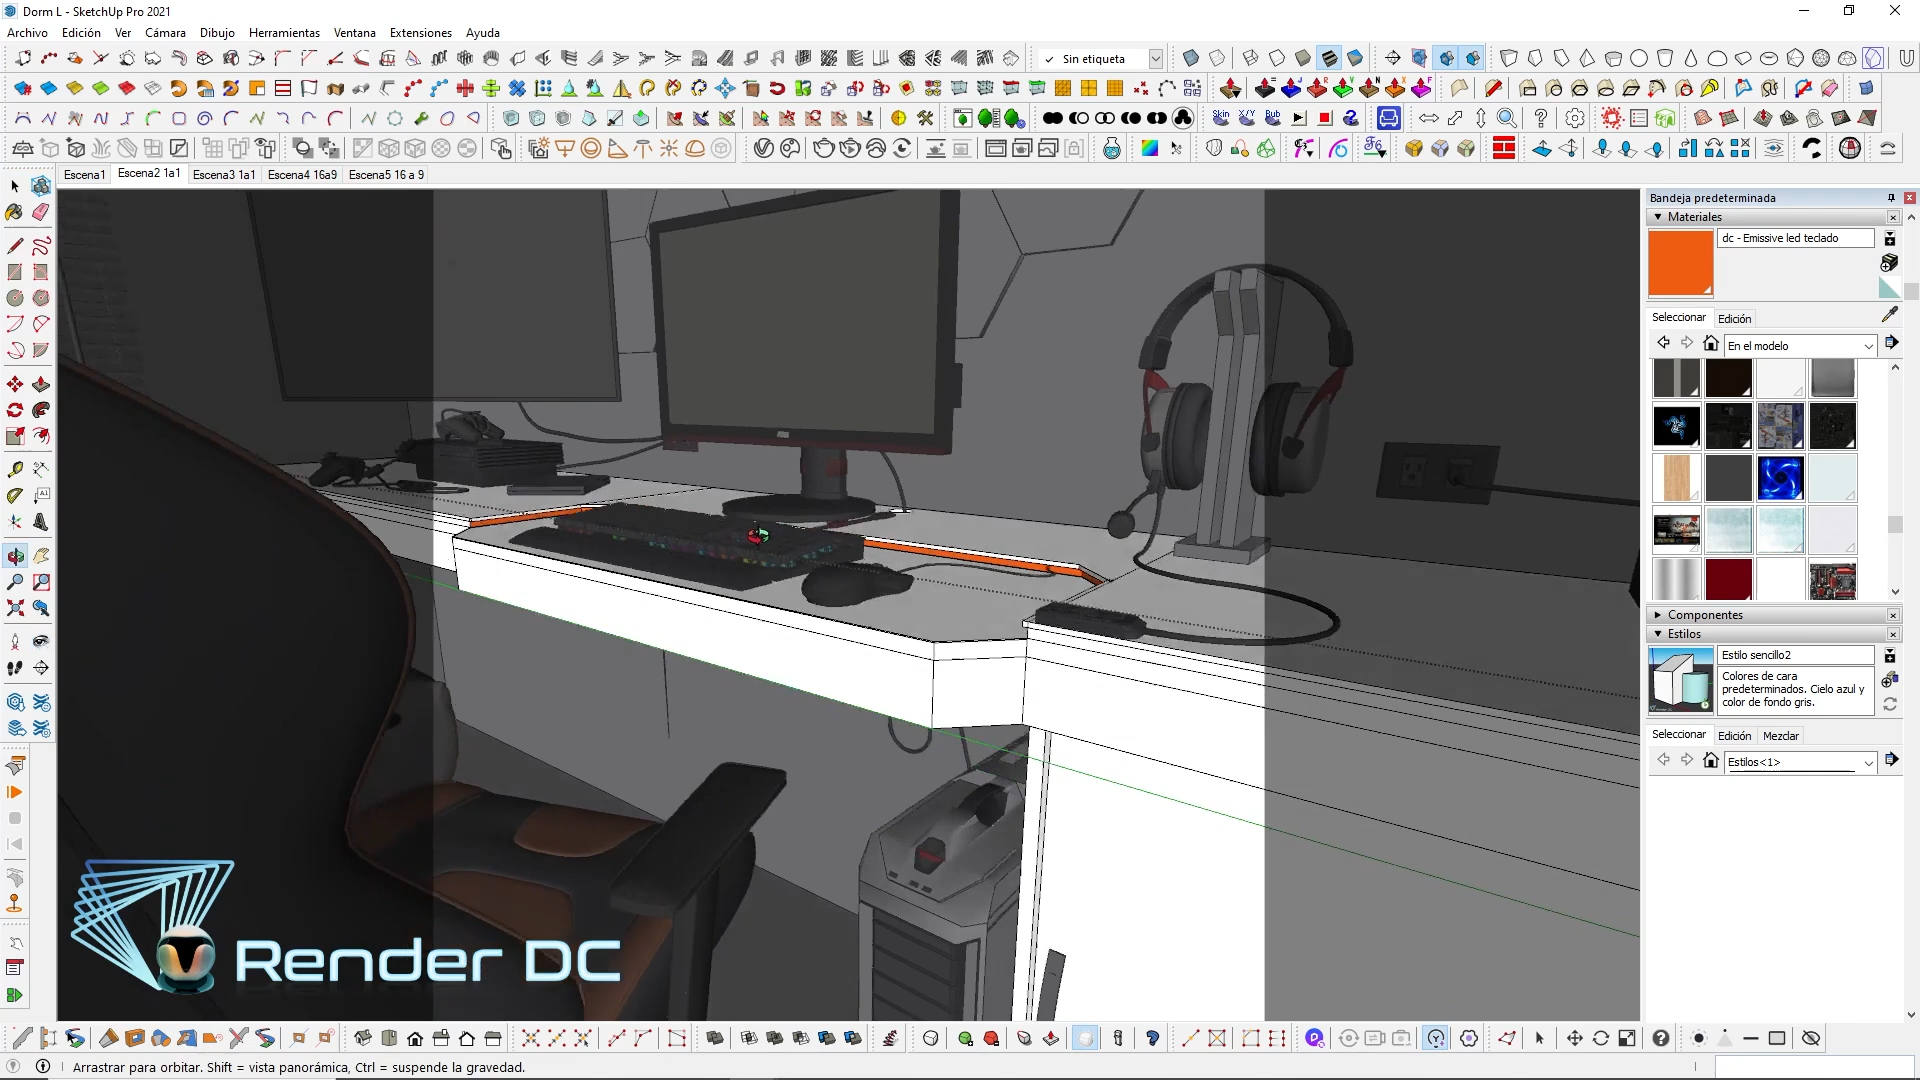 Dorm L - SketchUp Pro 2021
Archivo Edición Ver Cámara Dibujo Herramientas Ventana Extensiones Ayuda
Sin etiqueta
Skin X/Y Bub
Escena1 Escena2 1a1 Escena3 1a1 Escena4 16a9 Escena5 16 a 9
Bandeja predeterminada
Materiales
dc - Emissive led teclado
Seleccionar Edición
En el modelo
Componentes
Estilos
Estilo sencillo2
Colores de cara
predeterminados. Cielo azul y
color de fondo gris.
Seleccionar Edición Mezclar
Estilos<1>
Render DC
Arrastrar para orbitar. Shift = vista panorámica, Ctrl = suspende la gravedad.